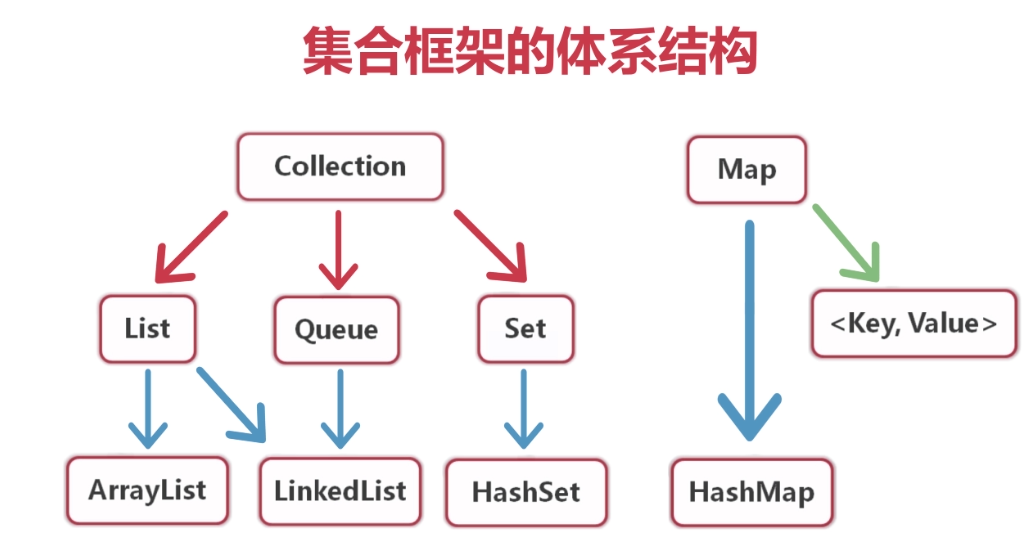 集合框架的体系结构
Collection
Map
List
Queue
Set
<Key, Value>
ArrayList
LinkedList
HashSet
HashMap